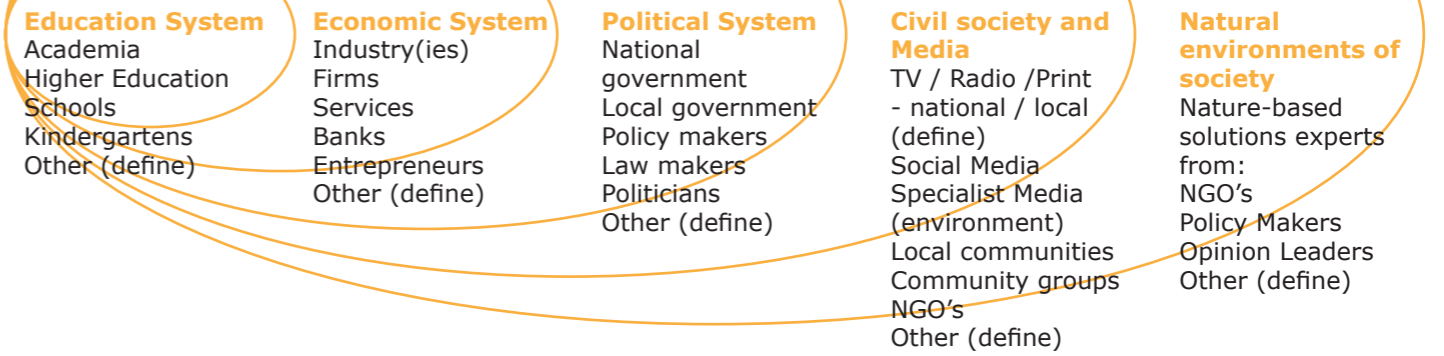 Education System
Academia
Higher Education
Schools
Kindergartens
Other (define)
Economic System
Industry(ies)
Firms
Services
Banks
Entrepreneurs
Other (define)
Political System
National
government
Local government
Policy makers
Law makers
Politicians
Other (define)
Civil society and
Media
TV / Radio /Print
- national / local
(define)
Social Media
Specialist Media
(environment)
Local communities
Community groups
NGO's
Other (define)
Natural
environments of
society
Nature-based
solutions experts
from:
NGO's
Policy Makers
Opinion Leaders
Other (define)